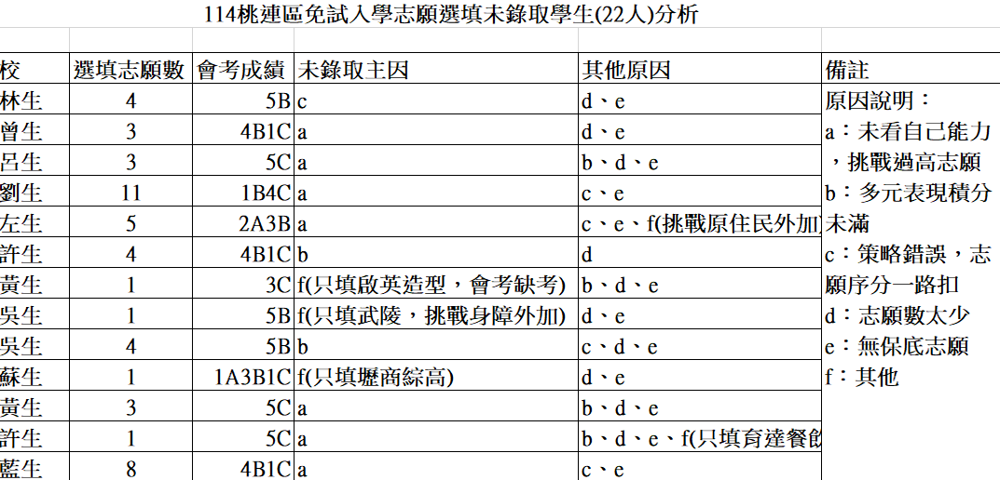 114桃連區免試入學志願選填未錄取學生(22人)分析
校 選填志願數 會考成績 未錄取主因 其他原因 備註
林生 4 5B c d、e 原因說明：
曾生 3 4B1C a d、e a：未看自己能力
呂生 3 5C a b、d、e ，挑戰過高志願
劉生 11 1B4C a c、e b：多元表現積分
左生 5 2A3B a c、e、f(挑戰原住民外加) 未滿
許生 4 4B1C b d c：策略錯誤，志
黃生 1 3C f(只填啟英造型，會考缺考) b、d、e 願序分一路扣
吳生 1 5B f(只填武陵，挑戰身障外加) d、e d：志願數太少
吳生 4 5B b c、d、e e：無保底志願
蘇生 1 1A3B1C f(只填壢商綜高) d、e f：其他
黃生 3 5C a b、d、e
許生 1 5C a b、d、e、f(只填育達餐飲
藍生 8 4B1C a c、e